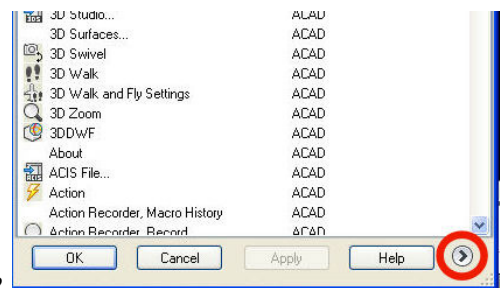 3D Studio... ACAD
3D Surfaces... ACAD
3D Swivel ACAD
3D Walk ACAD
3D Walk and Fly Settings ACAD
3D Zoom ACAD
3DDWF ACAD
About ACAD
ACIS File... ACAD
Action ACAD
Action Recorder, Macro History ACAD
Action Recorder, Record ACAD
OK Cancel Apply Help